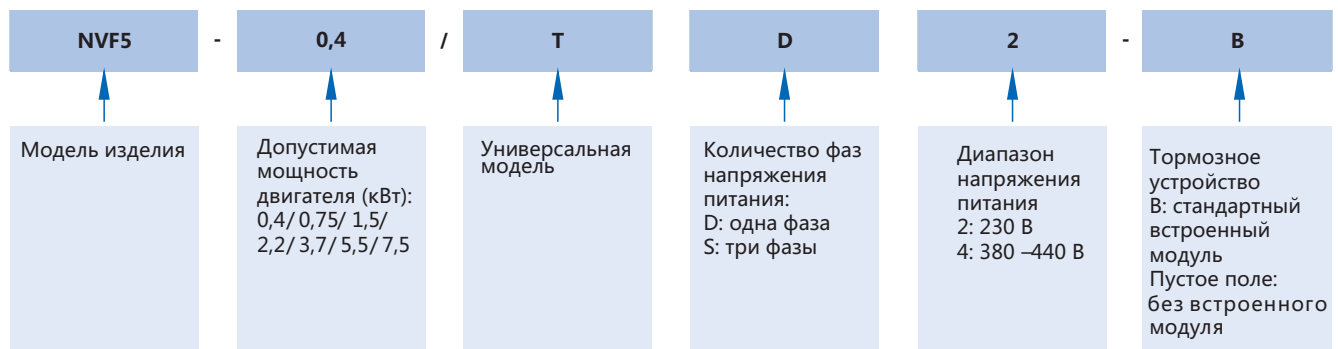 NVF5 - 0,4 / T D 2 - B
Модель изделия
Допустимая
мощность
двигателя (кВт):
0,4/ 0,75/ 1,5/
2,2/ 3,7/ 5,5/ 7,5
Универсальная
модель
Количество фаз
напряжения
питания:
D: одна фаза
S: три фазы
Диапазон
напряжения
питания
2: 230 В
4: 380 –440 В
Тормозное
устройство
B: стандартный
встроенный
модуль
Пустое поле:
без встроенного
модуля